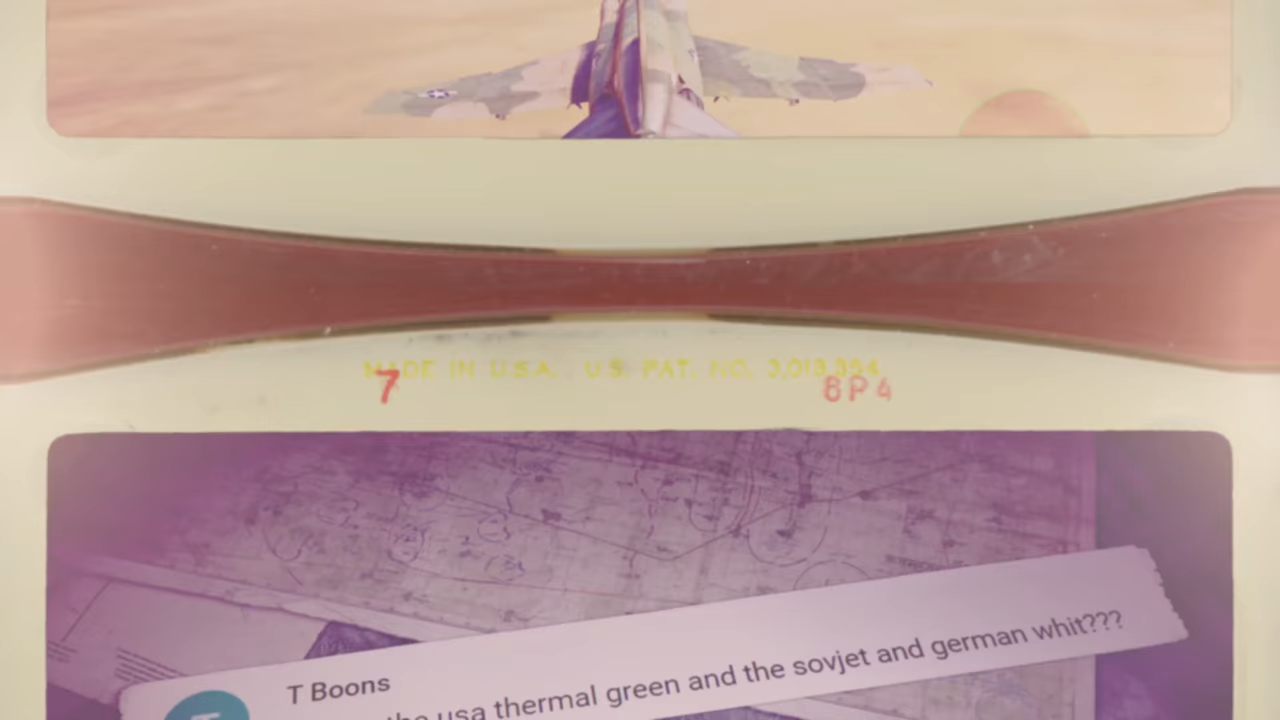 MADE IN U.S.A. U.S. PAT. NO. 3,013,354
7 8P4
T Boons
the usa thermal green and the sovjet and german whit???